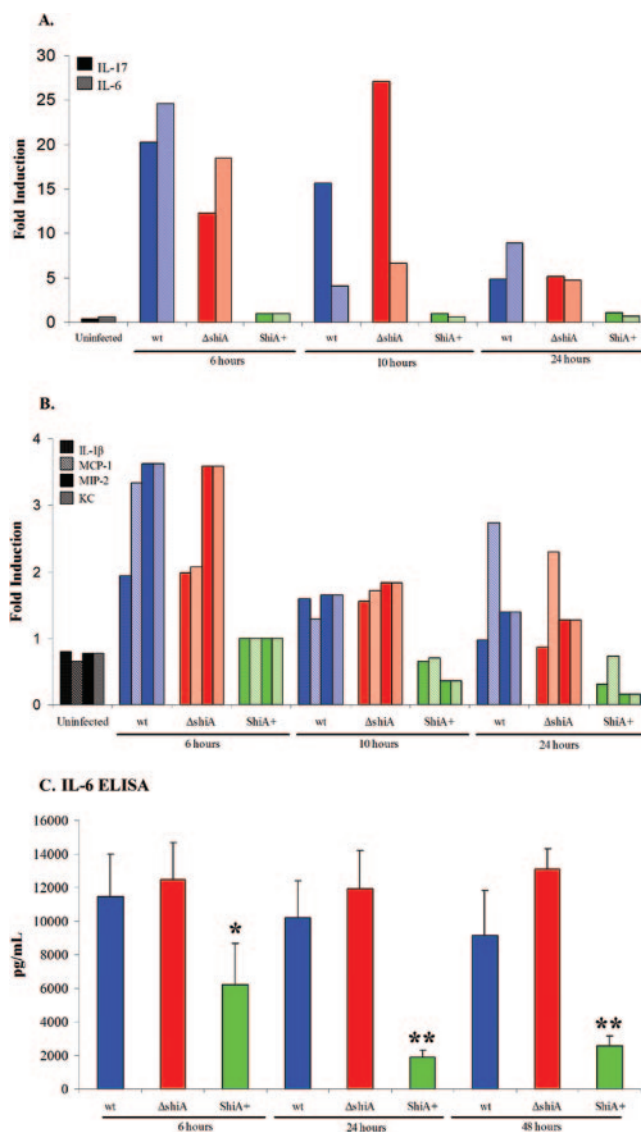 A.
30
25
20
15
10
5
0
Fold Induction
IL-17
IL-6
Uninfected wt ΔshiA ShiA+ wt ΔshiA ShiA+ wt ΔshiA ShiA+
6 hours 10 hours 24 hours
B.
4
3
2
1
0
Fold Induction
IL-1β
MCP-1
MIP-2
KC
Uninfected wt ΔshiA ShiA+ wt ΔshiA ShiA+ wt ΔshiA ShiA+
6 hours 10 hours 24 hours
C. IL-6 ELISA
16000
14000
12000
10000
8000
6000
4000
2000
0
pg/mL
* ** **
wt ΔshiA ShiA+ wt ΔshiA ShiA+ wt ΔshiA ShiA+
6 hours 24 hours 48 hours